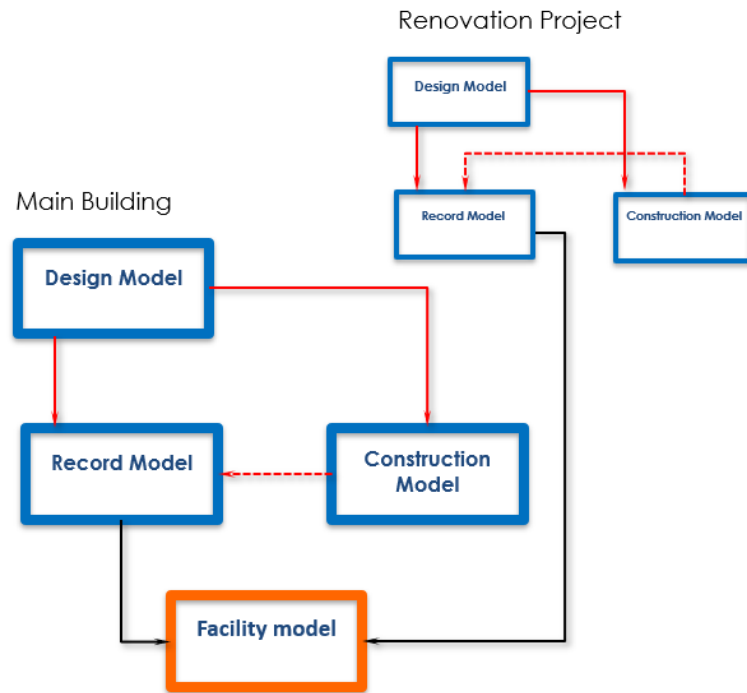 Renovation Project
Design Model
Record Model
Construction Model
Main Building
Design Model
Record Model
Construction
Model
Facility model